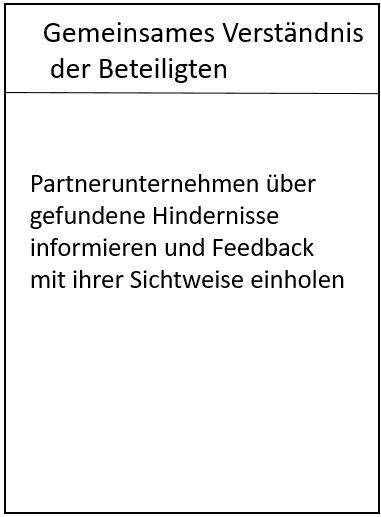 Gemeinsames Verständnis
der Beteiligten
Partnerunternehmen über
gefundene Hindernisse
informieren und Feedback
mit ihrer Sichtweise einholen